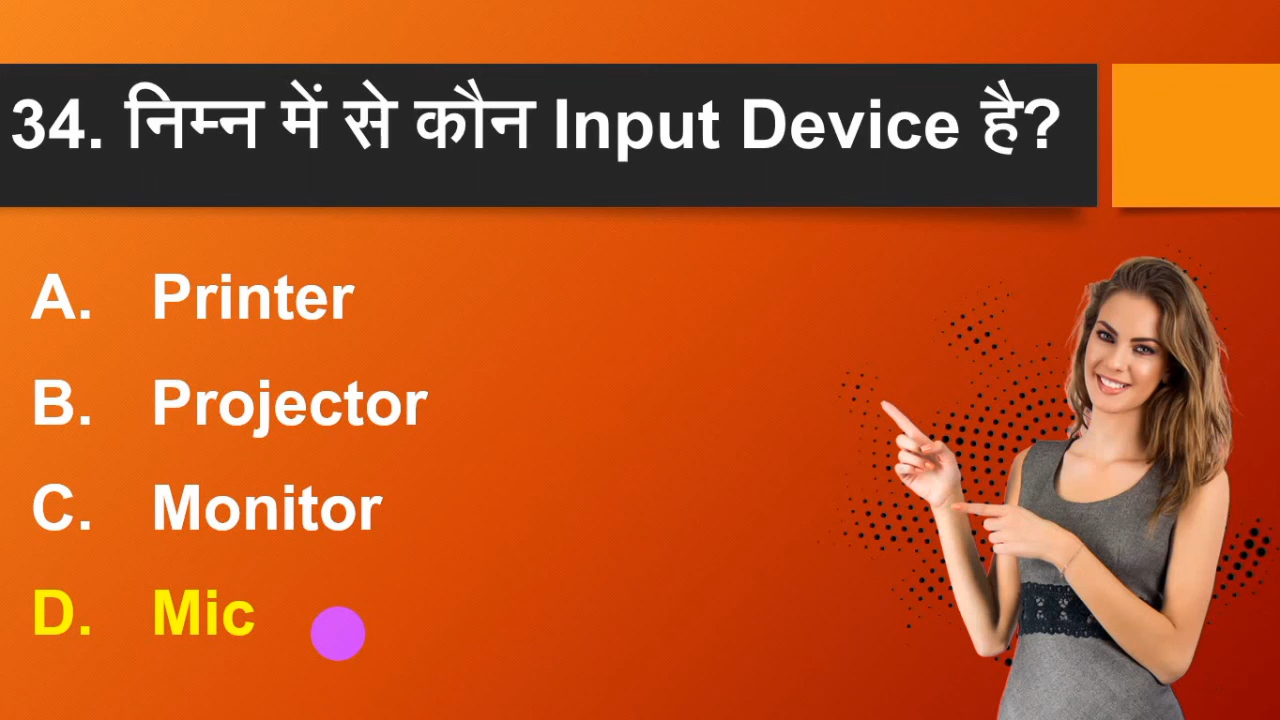 34. निम्न में से कौन Input Device है?
A. Printer
B. Projector
C. Monitor
D. Mic